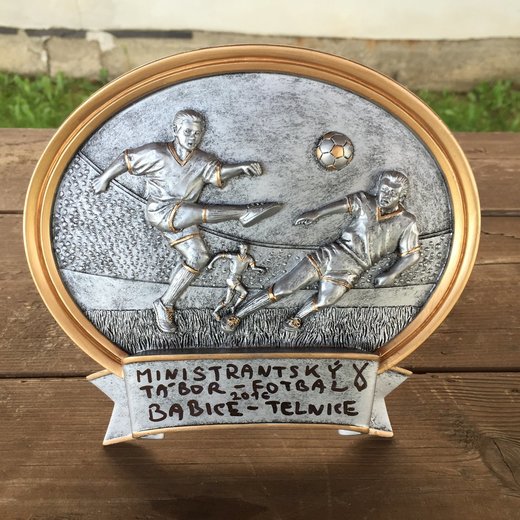 MINISTRANTSKÝ
TÁBOR - FOTBAL
2016
BABICE - TELNICE